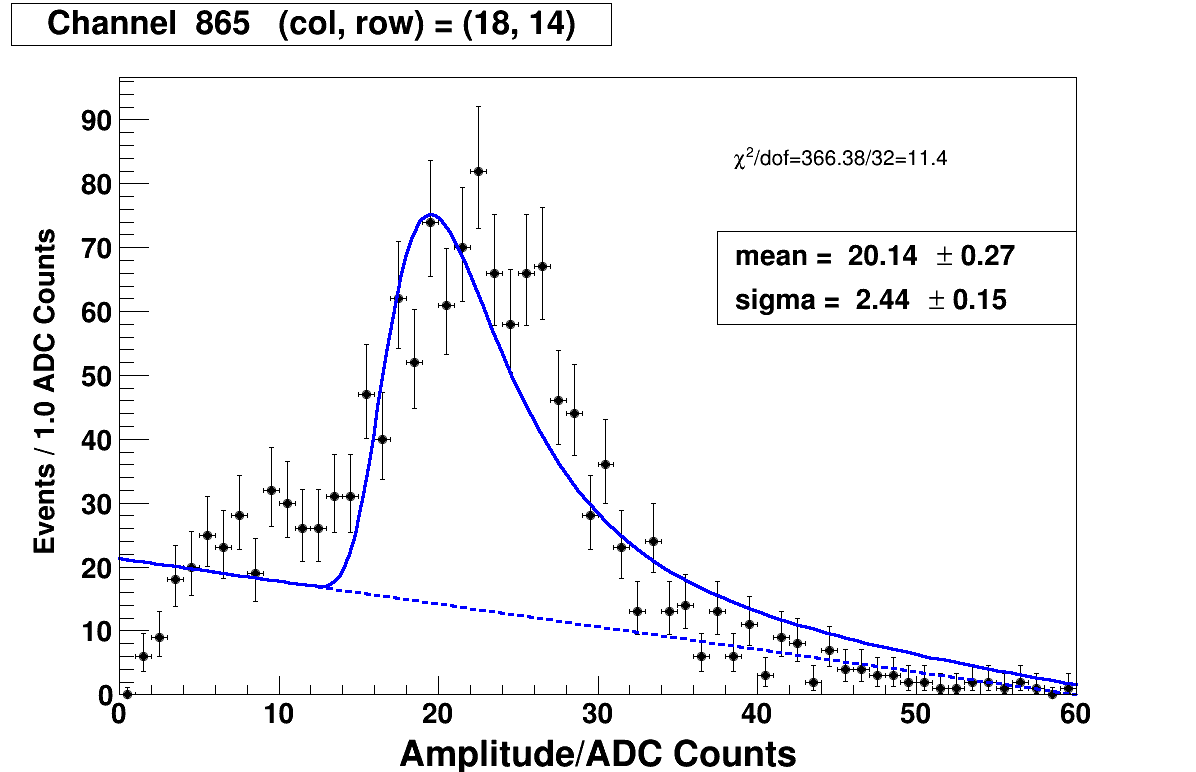 Channel 865 (col, row) = (18, 14)
χ²/dof=366.38/32=11.4
mean = 20.14 ± 0.27
sigma = 2.44 ± 0.15
Events / 1.0 ADC Counts
90
80
70
60
50
40
30
20
10
0
0 10 20 30 40 50 60
Amplitude/ADC Counts